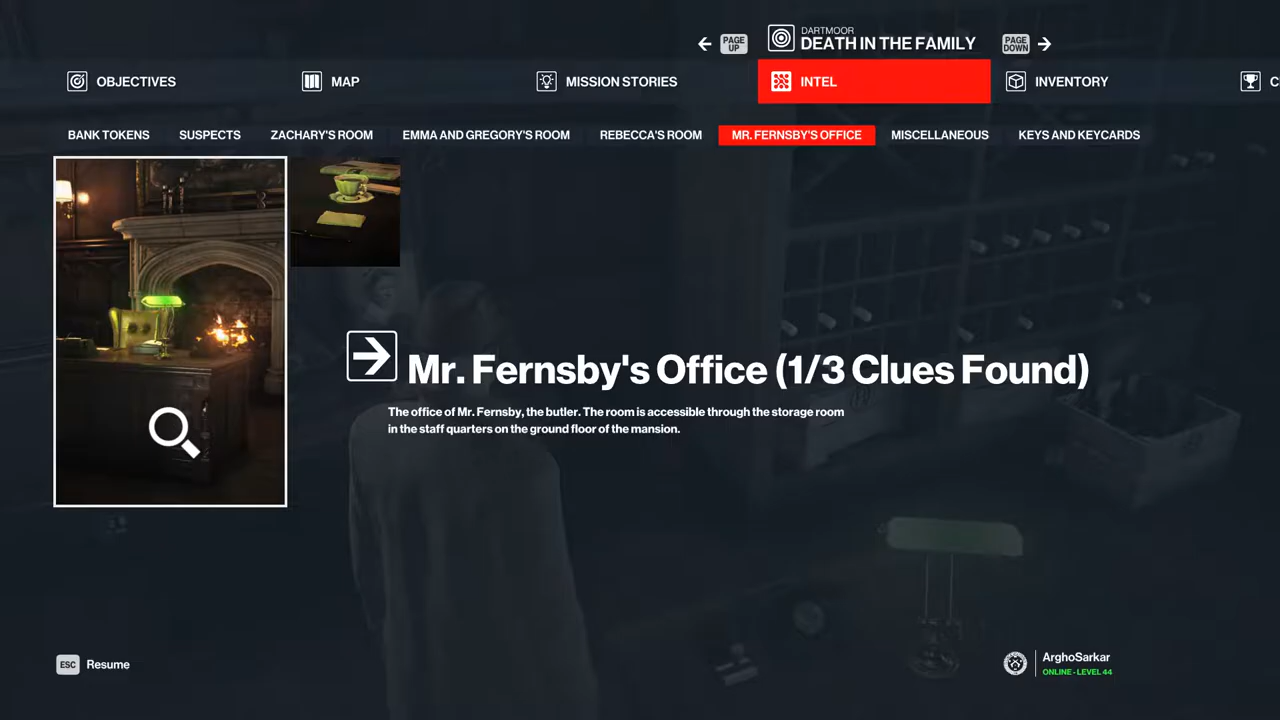 PAGE UP
DARTMOOR
DEATH IN THE FAMILY
PAGE DOWN
OBJECTIVES
MAP
MISSION STORIES
INTEL
INVENTORY
C
BANK TOKENS
SUSPECTS
ZACHARY'S ROOM
EMMA AND GREGORY'S ROOM
REBECCA'S ROOM
MR. FERNSBY'S OFFICE
MISCELLANEOUS
KEYS AND KEYCARDS
Mr. Fernsby's Office (1/3 Clues Found)
The office of Mr. Fernsby, the butler. The room is accessible through the storage room
in the staff quarters on the ground floor of the mansion.
ESC Resume
ArghoSarkar
ONLINE - LEVEL 44